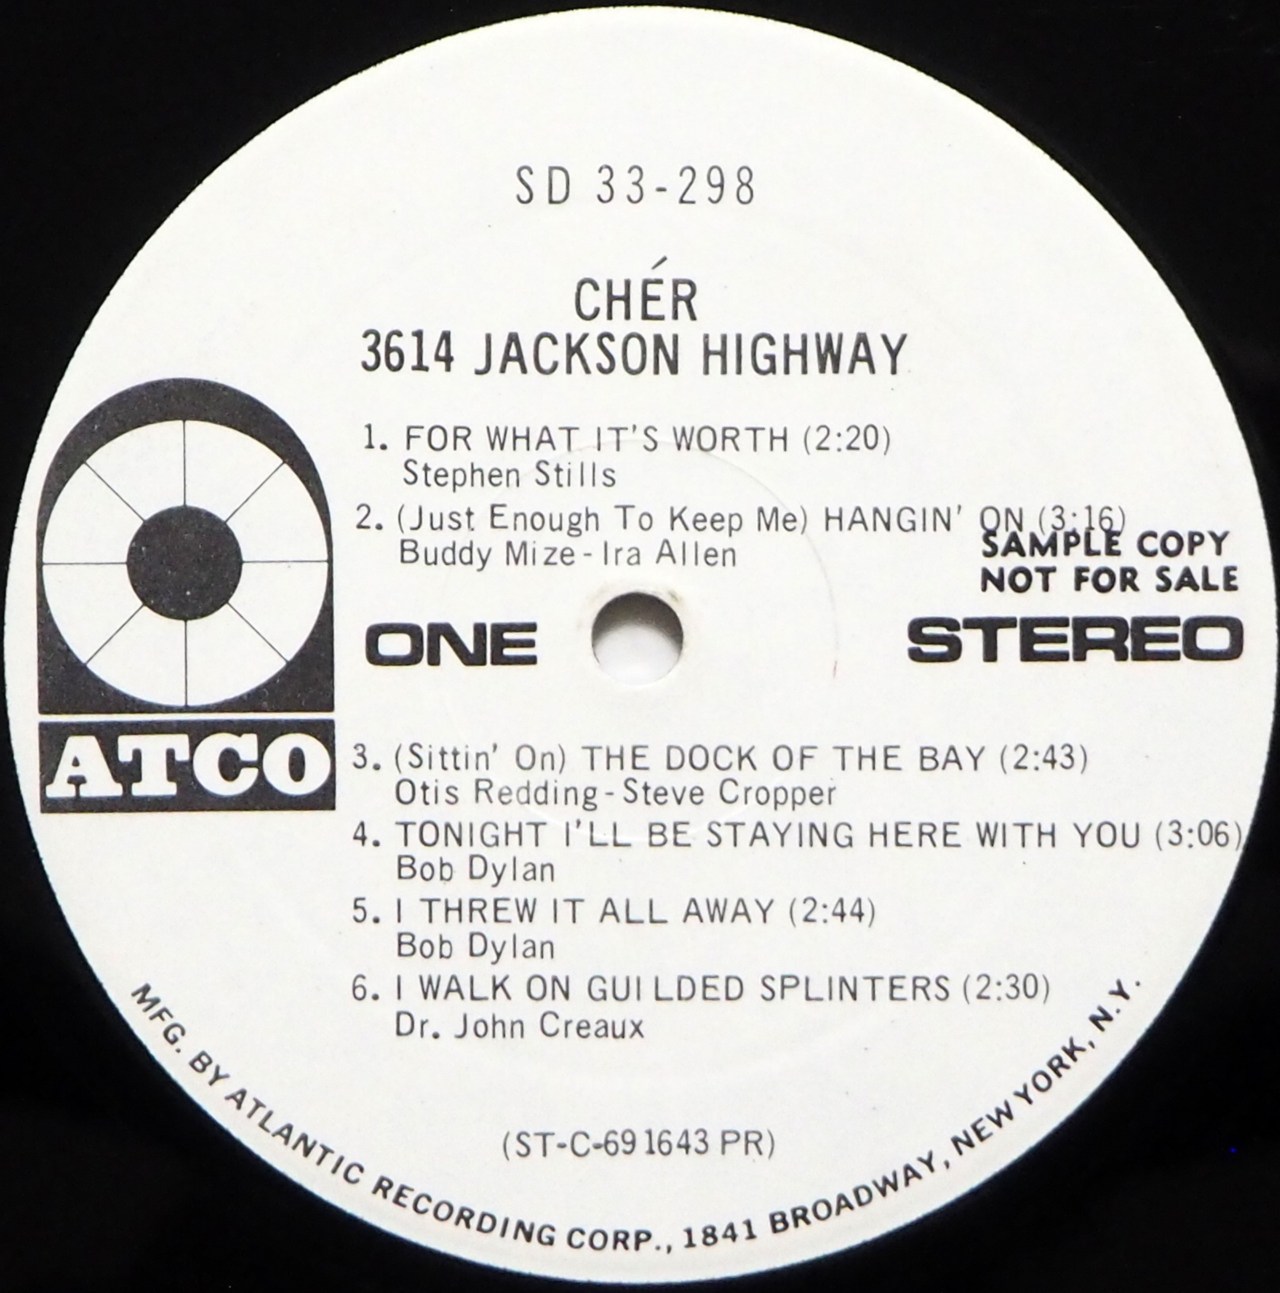 SD 33-298
CHÉR
3614 JACKSON HIGHWAY
1. FOR WHAT IT'S WORTH (2:20)
Stephen Stills
2. (Just Enough To Keep Me) HANGIN' ON (3:16)
Buddy Mize - Ira Allen
SAMPLE COPY
NOT FOR SALE
ONE
STEREO
ATCO
3. (Sittin' On) THE DOCK OF THE BAY (2:43)
Otis Redding - Steve Cropper
4. TONIGHT I'LL BE STAYING HERE WITH YOU (3:06)
Bob Dylan
5. I THREW IT ALL AWAY (2:44)
Bob Dylan
6. I WALK ON GUILDED SPLINTERS (2:30)
Dr. John Creaux
(ST-C-691643 PR)
MFG. BY ATLANTIC RECORDING CORP., 1841 BROADWAY, NEW YORK, N.Y.